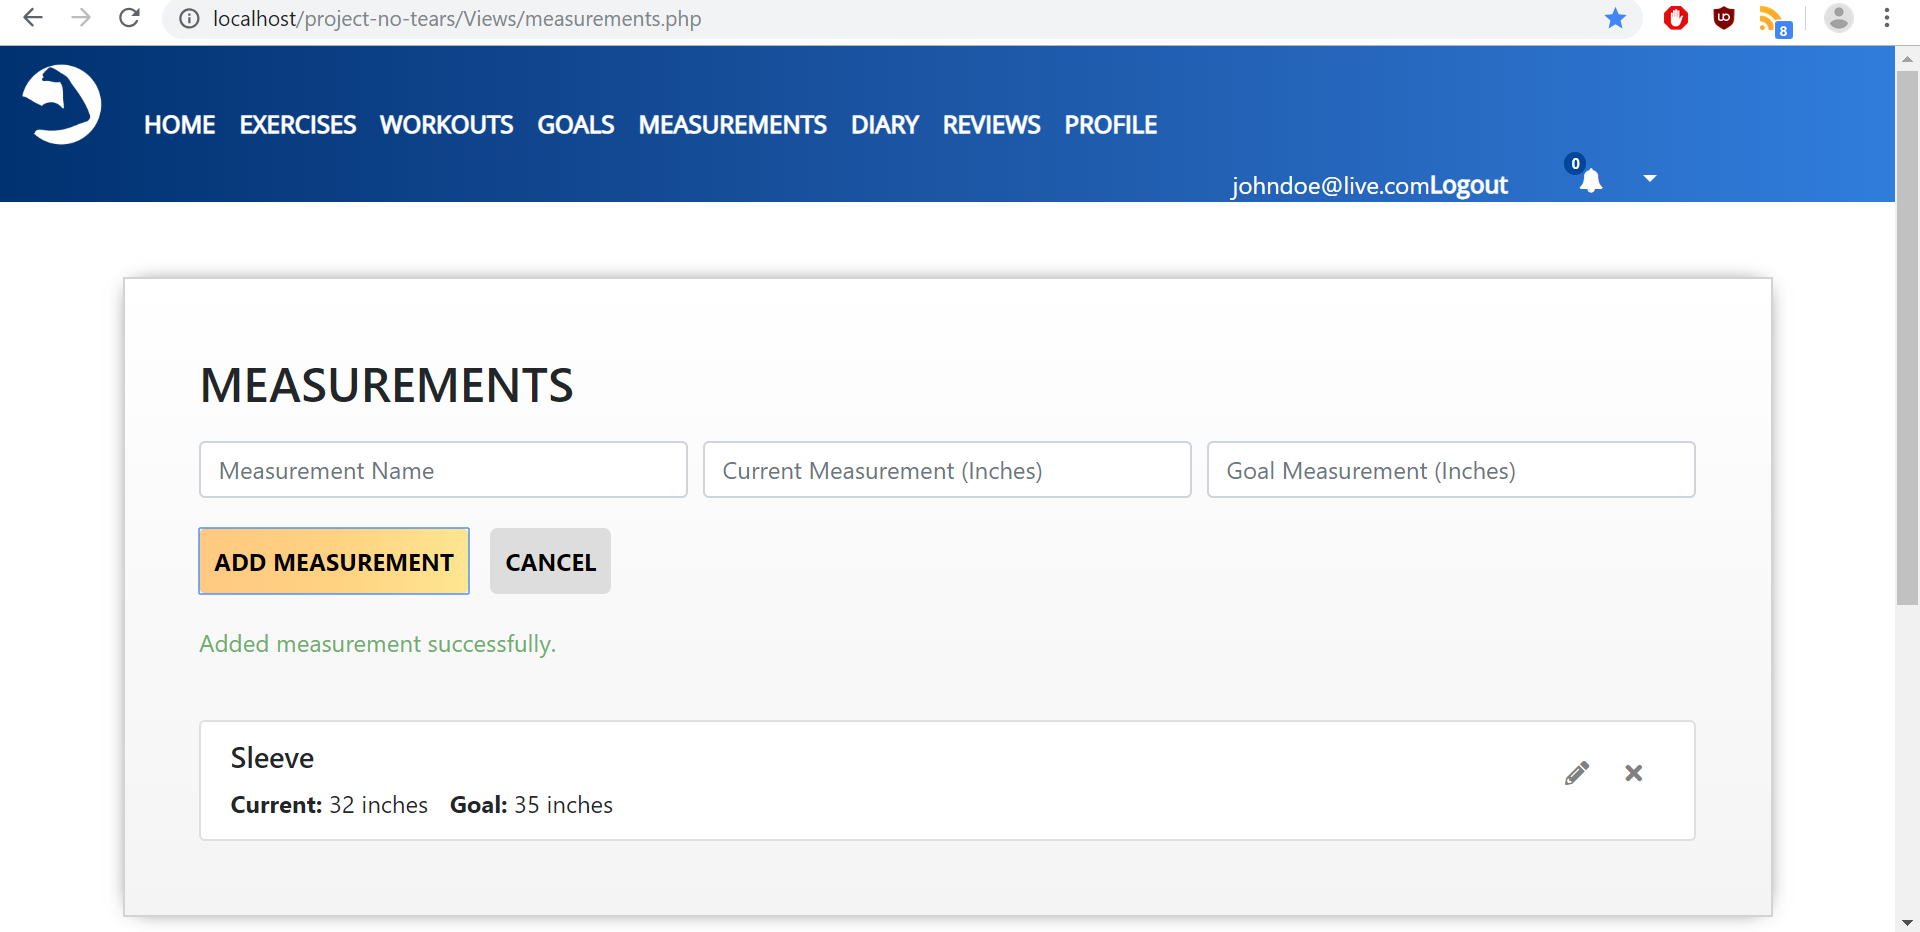 localhost/project-no-tears/Views/measurements.php
8
HOME EXERCISES WORKOUTS GOALS MEASUREMENTS DIARY REVIEWS PROFILE
0
johndoe@live.comLogout
MEASUREMENTS
Measurement Name Current Measurement (Inches) Goal Measurement (Inches)
ADD MEASUREMENT CANCEL
Added measurement successfully.
Sleeve
Current: 32 inches Goal: 35 inches